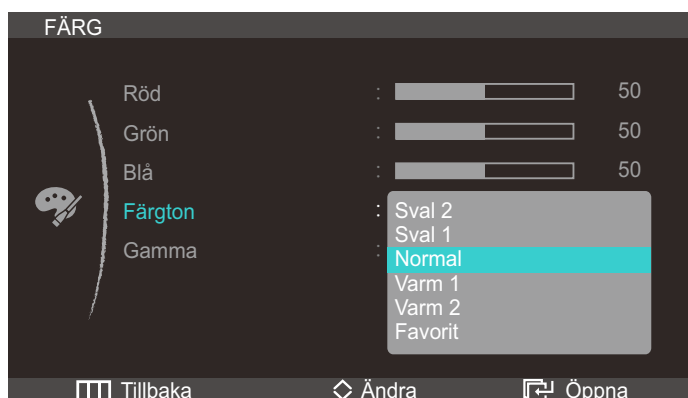 FÄRG
Röd : 50
Grön : 50
Blå : 50
Färgton : Sval 2
Sval 1
Gamma :
Normal
Varm 1
Varm 2
Favorit
Tillbaka Ändra Öppna